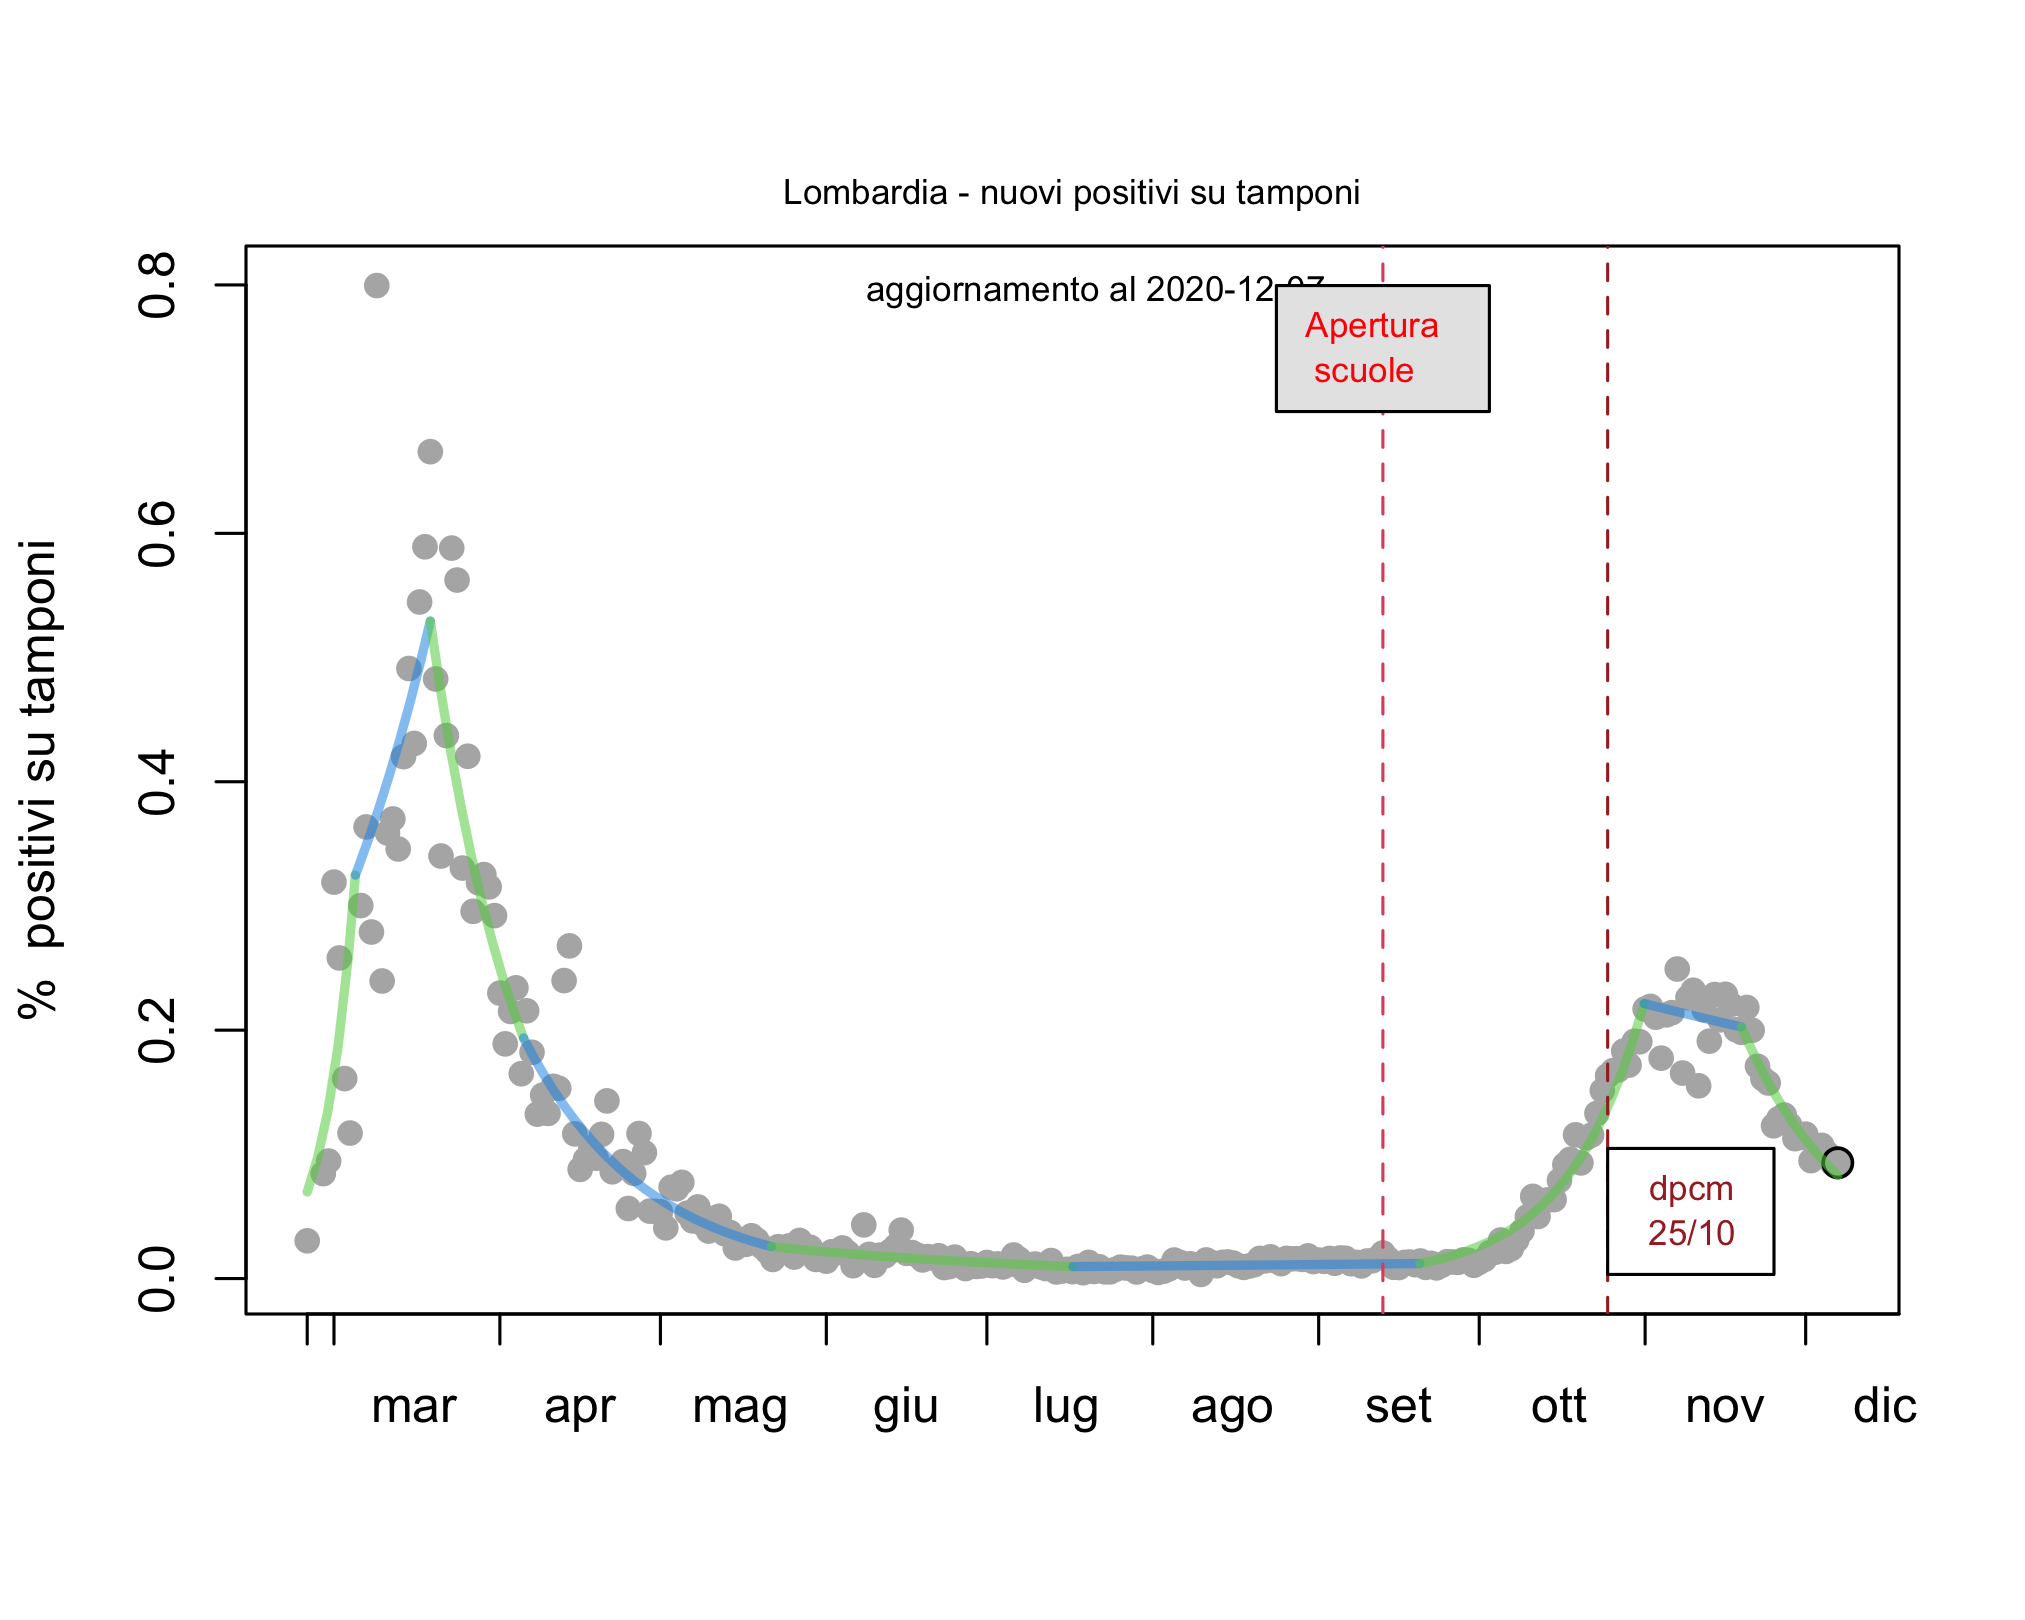 Lombardia - nuovi positivi su tamponi
aggiornamento al 2020-12-07
Apertura
scuole
% positivi su tamponi
0.8
0.6
0.4
0.2
0.0
dpcm
25/10
mar apr mag giu lug ago set ott nov dic